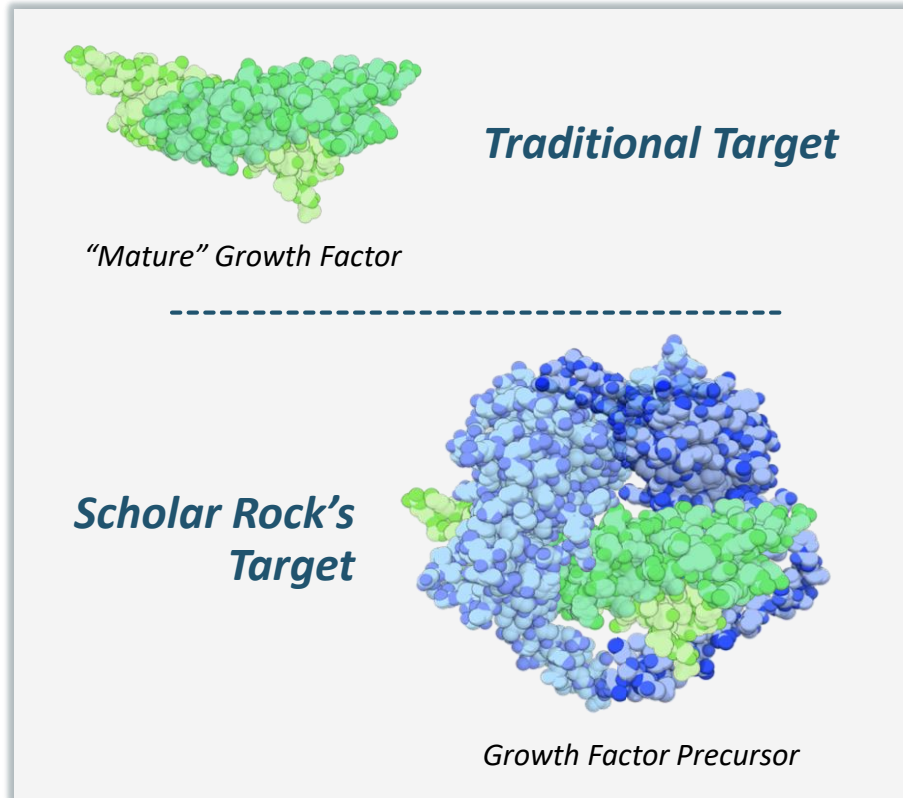 Traditional Target
“Mature” Growth Factor
Scholar Rock’s
Target
Growth Factor Precursor